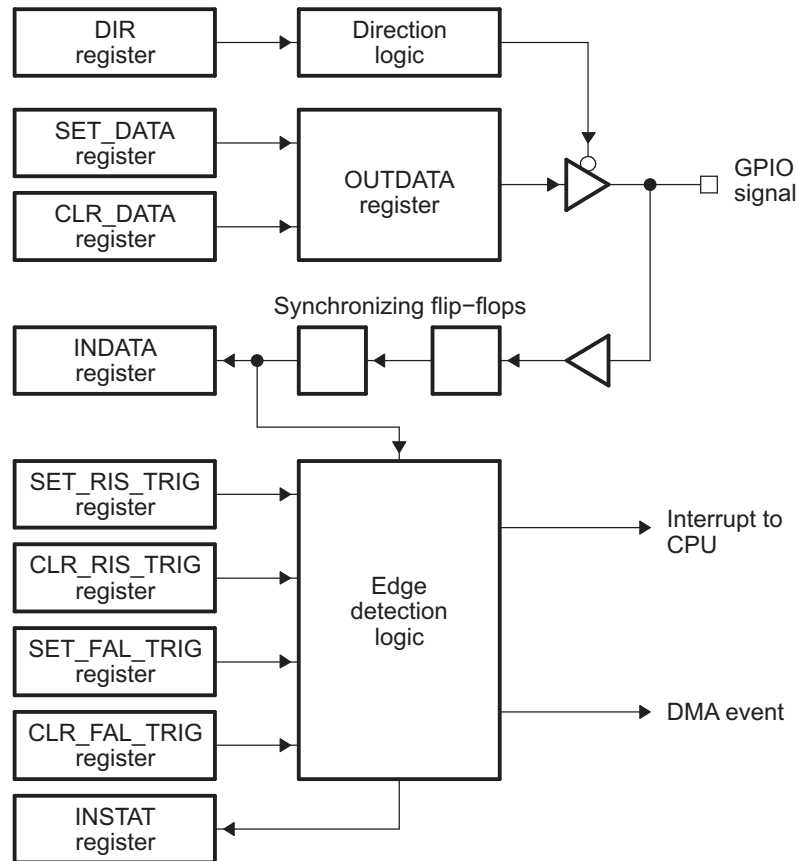 DIR
register
Direction
logic
SET_DATA
register
OUTDATA
register
GPIO
signal
CLR_DATA
register
Synchronizing flip−flops
INDATA
register
SET_RIS_TRIG
register
Interrupt to
CPU
CLR_RIS_TRIG
register
Edge
detection
logic
SET_FAL_TRIG
register
CLR_FAL_TRIG
register
DMA event
INSTAT
register